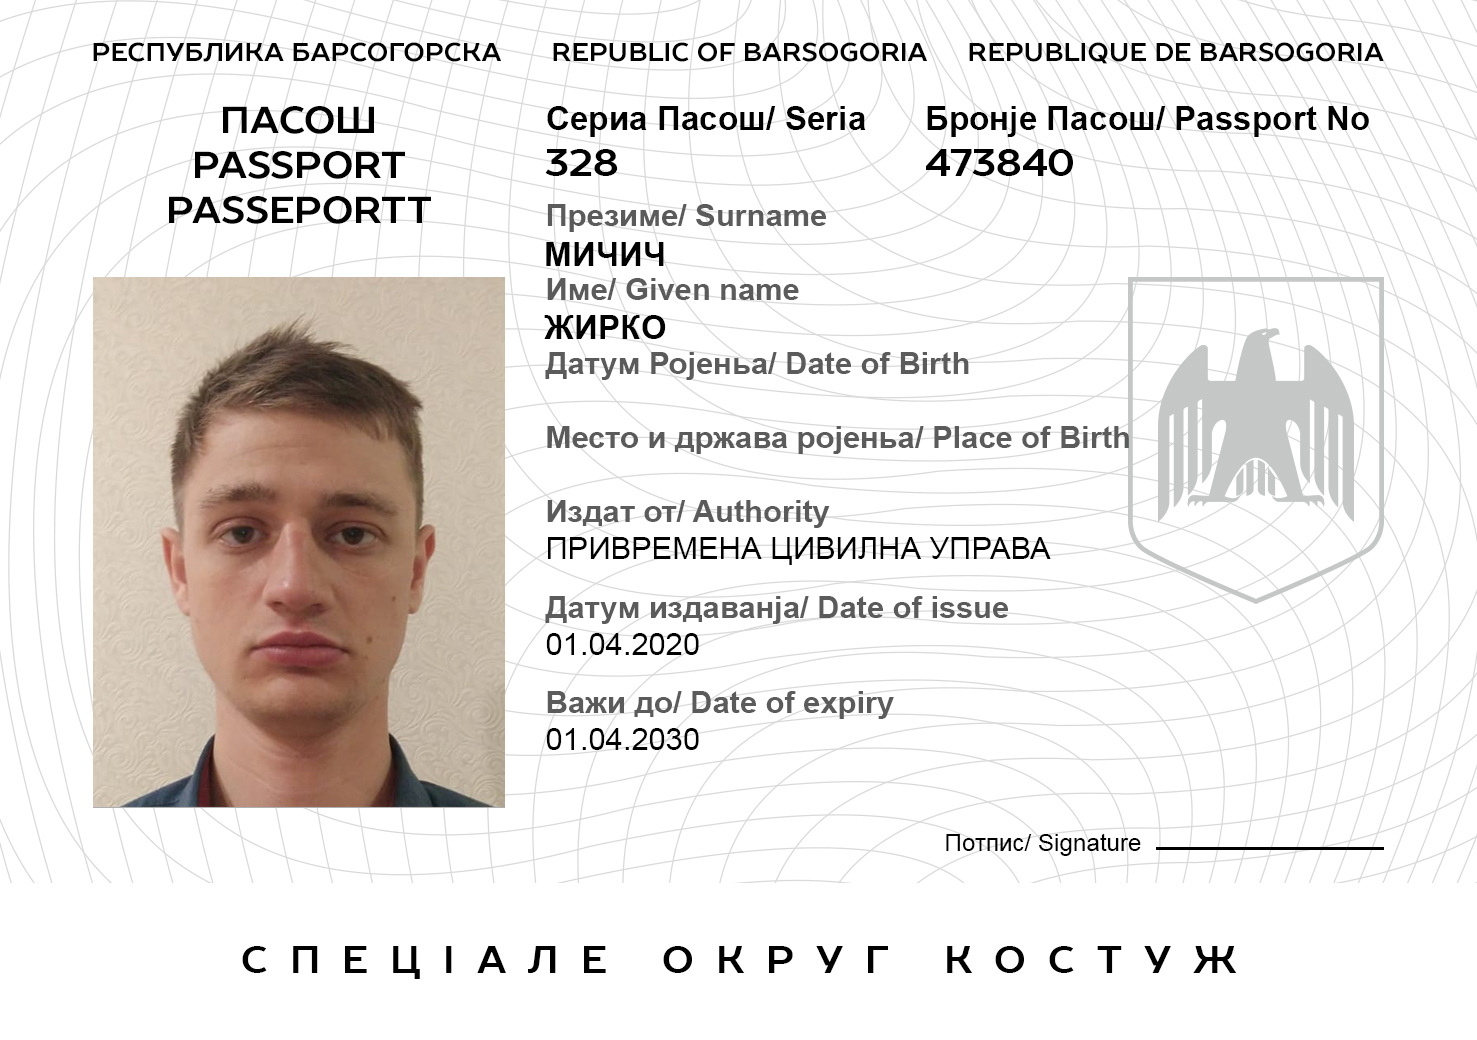 РЕСПУБЛИКА БАРСОГОРСКА REPUBLIC OF BARSOGORIA REPUBLIQUE DE BARSOGORIA
ПАСОШ
PASSPORT
PASSEPORTT
Сериа Пасош/ Seria Бронје Пасош/ Passport No
328 473840
Презиме/ Surname
МИЧИЧ
Име/ Given name
ЖИРКО
Датум Ројења/ Date of Birth
Место и држава ројења/ Place of Birth
Издат от/ Authority
ПРИВРЕМЕНА ЦИВИЛНА УПРАВА
Датум издаванја/ Date of issue
01.04.2020
Важи до/ Date of expiry
01.04.2030
Потпис/ Signature
СПЕЦІАЛЕ ОКРУГ КОСТУЖ